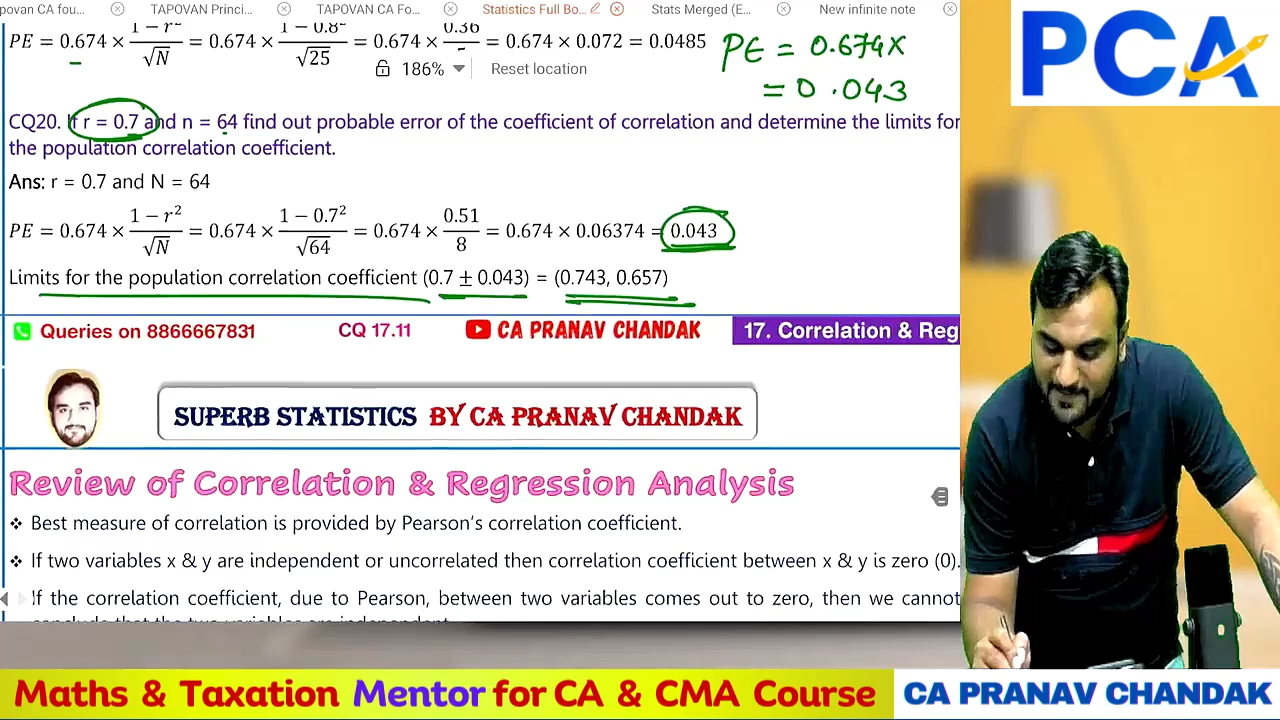 TAPOVAN Princi...
TAPOVAN CA Fo...
Statistics Full Bo...
Stats Merged (E...
New infinite note
PE = 0.674 × 1 − r² / √N = 0.674 × 1 − 0.8² / √25 = 0.674 × 0.36 / 5 = 0.674 × 0.072 = 0.0485
PE = 0.674x
= 0.043
186%
Reset location
PCA
CQ20. If r = 0.7 and n = 64 find out probable error of the coefficient of correlation and determine the limits for
the population correlation coefficient.
Ans: r = 0.7 and N = 64
PE = 0.674 × 1 − r² / √N = 0.674 × 1 − 0.7² / √64 = 0.674 × 0.51 / 8 = 0.674 × 0.06374 = 0.043
Limits for the population correlation coefficient (0.7 ± 0.043) = (0.743, 0.657)
Queries on 8866667831
CQ 17.11
CA PRANAV CHANDAK
17. Correlation & Reg
SUPERB STATISTICS BY CA PRANAV CHANDAK
Review of Correlation & Regression Analysis
❖ Best measure of correlation is provided by Pearson's correlation coefficient.
❖ If two variables x & y are independent or uncorrelated then correlation coefficient between x & y is zero (0).
If the correlation coefficient, due to Pearson, between two variables comes out to zero, then we cannot
conclude that the two variables are independent.
Maths & Taxation Mentor for CA & CMA Course
CA PRANAV CHANDAK